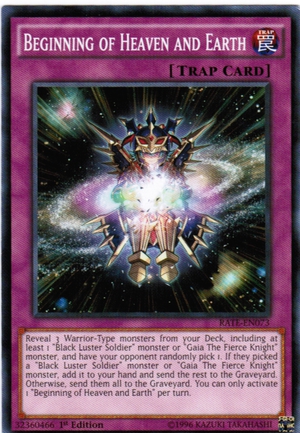 BEGINNING OF HEAVEN AND EARTH
TRAP
罠
[TRAP CARD]
RATE-EN073
Reveal 3 Warrior-Type monsters from your Deck, including at
least 1 "Black Luster Soldier" monster or "Gaia The Fierce Knight"
monster, and have your opponent randomly pick 1. If they picked
a "Black Luster Soldier" monster or "Gaia The Fierce Knight"
monster, add it to your hand and send the rest to the Graveyard.
Otherwise, send them all to the Graveyard. You can only activate
1 "Beginning of Heaven and Earth" per turn.
32360466 1st Edition ©1996 KAZUKI TAKAHASHI